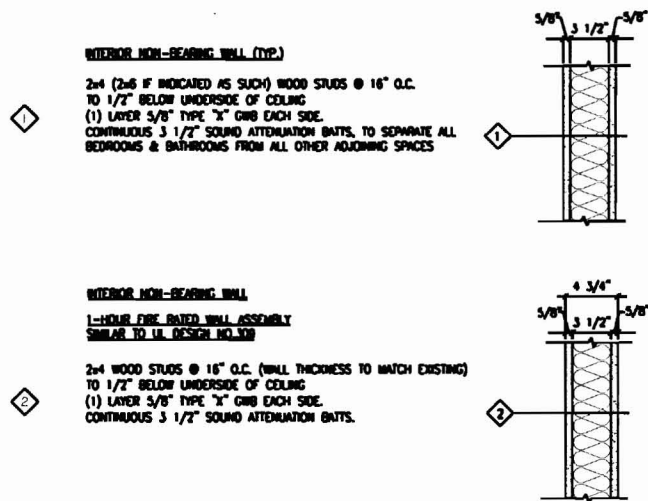 5/8" 3 1/2" 5/8"
INTERIOR NON-BEARING WALL (TYP.)
2x4 (2x6 IF INDICATED AS SUCH) WOOD STUDS @ 16" O.C.
TO 1/2" BELOW UNDERSIDE OF CEILING
(1) LAYER 5/8" TYPE "X" GWB EACH SIDE.
CONTINUOUS 3 1/2" SOUND ATTENUATION BATTS, TO SEPARATE ALL
BEDROOMS & BATHROOMS FROM ALL OTHER ADJOINING SPACES
1
1
INTERIOR NON-BEARING WALL
4 3/4"
1-HOUR FIRE RATED WALL ASSEMBLY
5/8" 3 1/2" 5/8"
SIMILAR TO UL DESIGN NO.309
2x4 WOOD STUDS @ 16" O.C. (WALL THICKNESS TO MATCH EXISTING)
TO 1/2" BELOW UNDERSIDE OF CEILING
(1) LAYER 5/8" TYPE "X" GWB EACH SIDE.
CONTINUOUS 3 1/2" SOUND ATTENUATION BATTS.
2
2